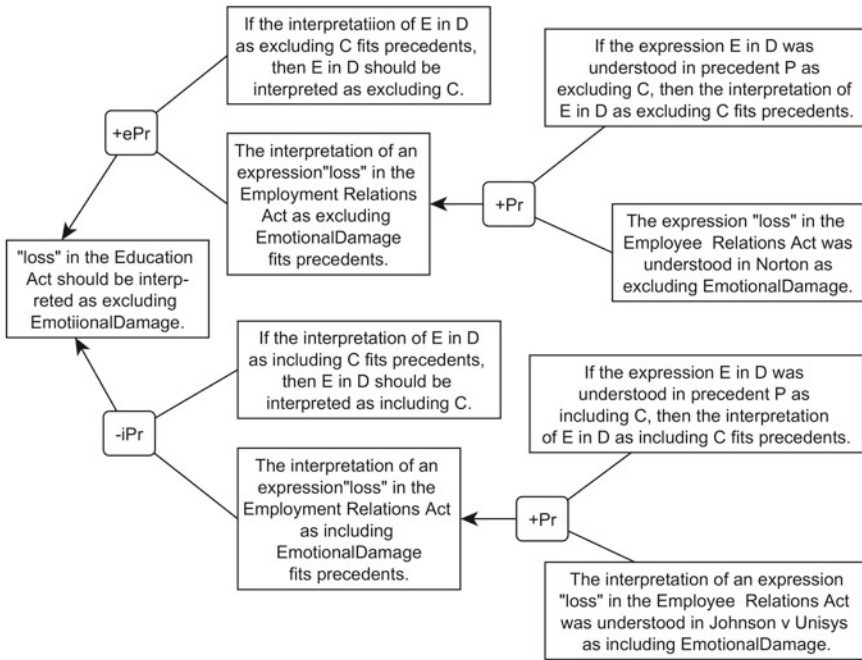 If the interpretatiion of E in D
as excluding C fits precedents,
then E in D should be
interpreted as excluding C.
If the expression E in D was
understood in precedent P as
excluding C, then the interpretation of
E in D as excluding C fits precedents.
+ePr
The interpretation of an
expression"loss" in the
Employment Relations
Act as excluding
EmotionalDamage
fits precedents.
+Pr
The expression "loss" in the
Employee Relations Act was
understood in Norton as
excluding EmotionalDamage.
"loss" in the Education
Act should be interp-
reted as excluding
EmotiionalDamage.
If the interpretation of E in D
as including C fits precedents,
then E in D should be
interpreted as including C.
If the expression E in D was
understood in precedent P as
including C, then the interpretation
of E in D as including C fits precedents.
-iPr
The interpretation of an
expression"loss" in the
Employment Relations Act
as including
EmotionalDamage
fits precedents.
+Pr
The interpretation of an expression
"loss" in the Employee Relations Act
was understood in Johnson v Unisys
as including EmotionalDamage.